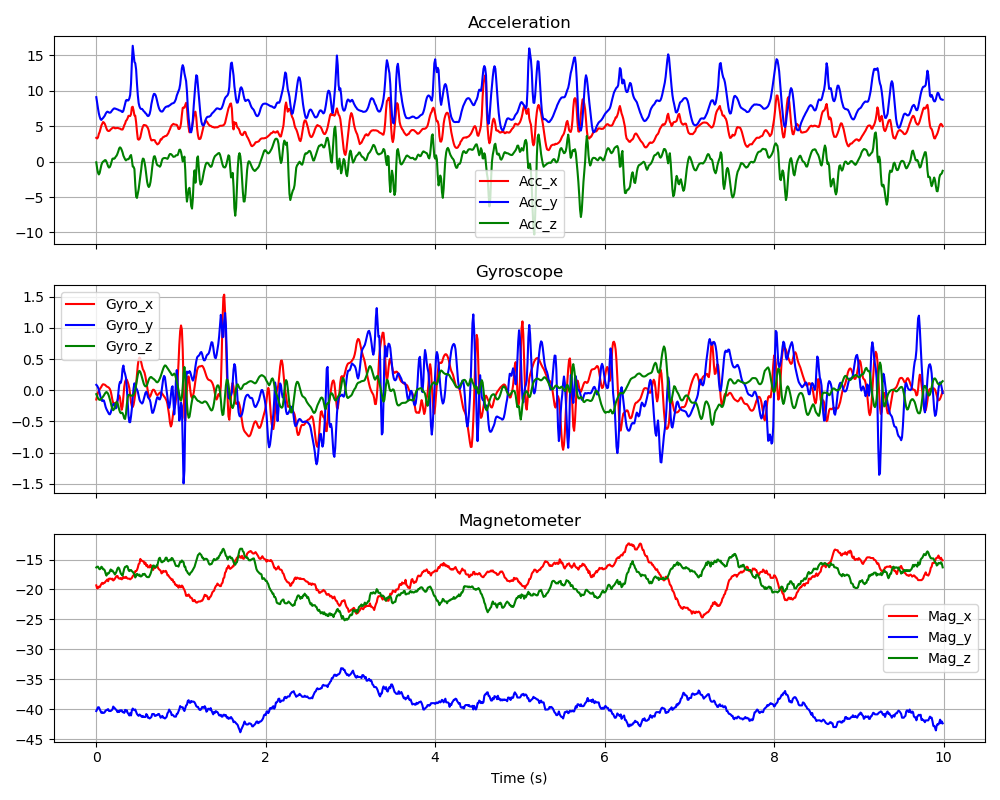 Acceleration
15
10
5
0
−5
−10
Acc_x
Acc_y
Acc_z
Gyroscope
1.5
1.0
0.5
0.0
−0.5
−1.0
−1.5
Gyro_x
Gyro_y
Gyro_z
Magnetometer
−15
−20
−25
−30
−35
−40
−45
Mag_x
Mag_y
Mag_z
0 2 4 6 8 10
Time (s)